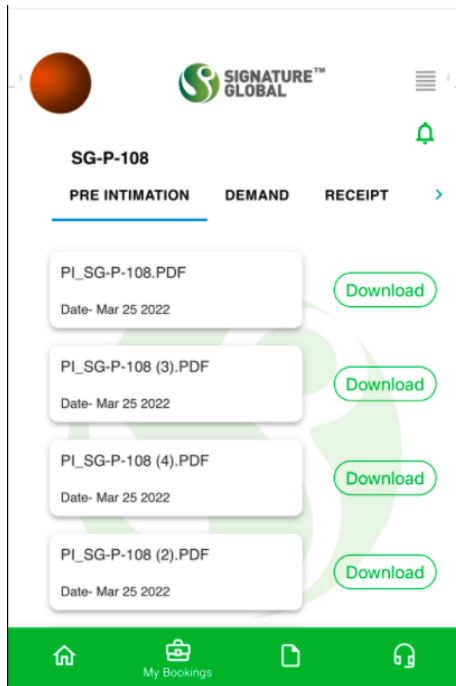 SIGNATURE™
GLOBAL
SG-P-108
PRE INTIMATION DEMAND RECEIPT
PI_SG-P-108.PDF
Date- Mar 25 2022
Download
PI_SG-P-108 (3).PDF
Date- Mar 25 2022
Download
PI_SG-P-108 (4).PDF
Date- Mar 25 2022
Download
PI_SG-P-108 (2).PDF
Date- Mar 25 2022
Download
My Bookings